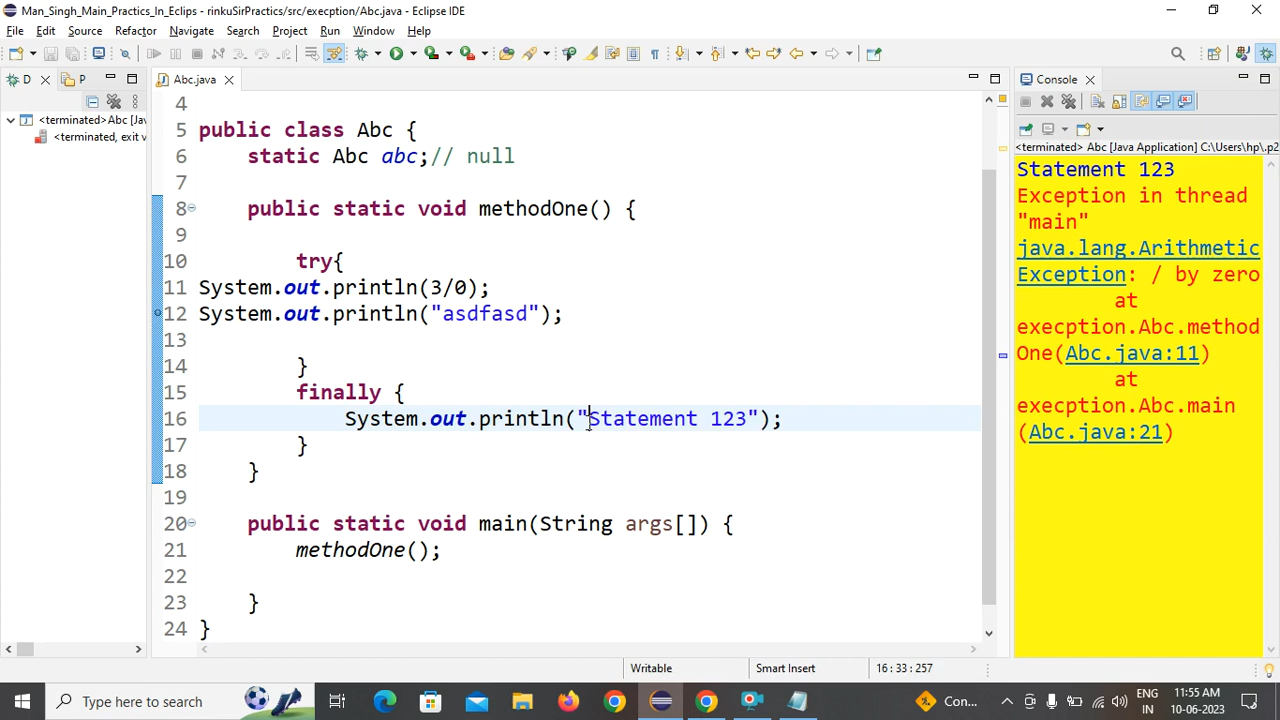 Man_Singh_Main_Practics_In_Eclips - rinkuSirPractics/src/execption/Abc.java - Eclipse IDE
File Edit Source Refactor Navigate Search Project Run Window Help
D P
Abc.java
Console
<terminated>Abc [Jav
<terminated, exit v
<terminated> Abc [Java Application] C:\Users\hp\.p2
4
5 public class Abc {
6 static Abc abc;// null
7
8 public static void methodOne() {
9
10 try{
11 System.out.println(3/0);
12 System.out.println("asdfasd");
13
14 }
15 finally {
16 System.out.println("Statement 123");
17 }
18 }
19
20 public static void main(String args[]) {
21 methodOne();
22
23 }
24 }
Statement 123
Exception in thread
"main"
java.lang.Arithmetic
Exception: / by zero
at
execption.Abc.method
One(Abc.java:11)
at
execption.Abc.main
(Abc.java:21)
Writable Smart Insert 16 : 33 : 257
Type here to search
Con...
ENG
IN
11:55 AM
10-06-2023